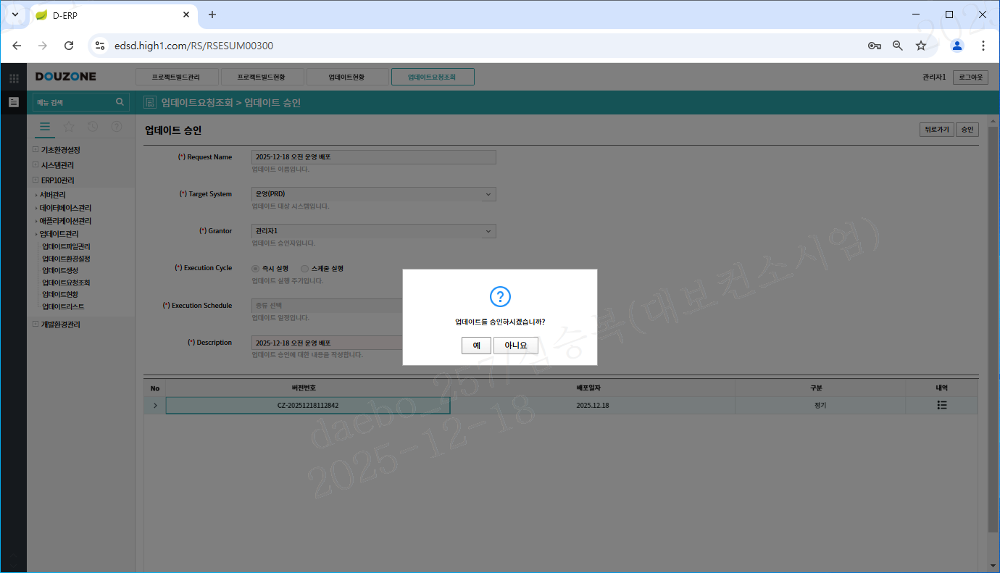 D-ERP
edsd.high1.com/RS/RSESUM00300
DOUZONE
프로젝트빌드관리
프로젝트빌드현황
업데이트현황
업데이트요청조회
관리자1
로그아웃
메뉴 검색
업데이트요청조회 > 업데이트 승인
업데이트 승인
뒤로가기
승인
기초환경설정
시스템관리
ERP10관리
서버관리
데이터베이스관리
애플리케이션관리
업데이트관리
업데이트파일관리
업데이트환경설정
업데이트생성
업데이트요청조회
업데이트현황
업데이트리스트
개발환경관리
(*) Request Name
2025-12-18 오전 운영 배포
업데이트 이름입니다.
(*) Target System
운영(PRD)
업데이트 대상 시스템입니다.
(*) Grantor
관리자1
업데이트 승인자입니다.
(*) Execution Cycle
즉시 실행
스케줄 실행
업데이트 실행 주기입니다.
(*) Execution Schedule
종류 선택
업데이트 일정입니다.
(*) Description
2025-12-18 오전 운영 배포
업데이트 승인에 대한 내용을 작성합니다.
업데이트를 승인하시겠습니까?
예
아니요
No 버전번호 배포일자 구분 내역
CZ-20251218112842 2025.12.18 정기
daebo_257/심승복(대보컨소시엄)
2025-12-18